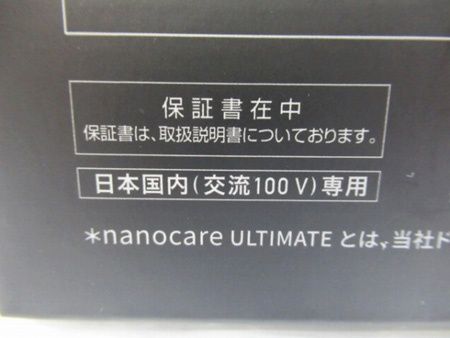 保証書在中
保証書は、取扱説明書についております。
日本国内(交流100V)専用
*nanocare ULTIMATE とは、当社ド